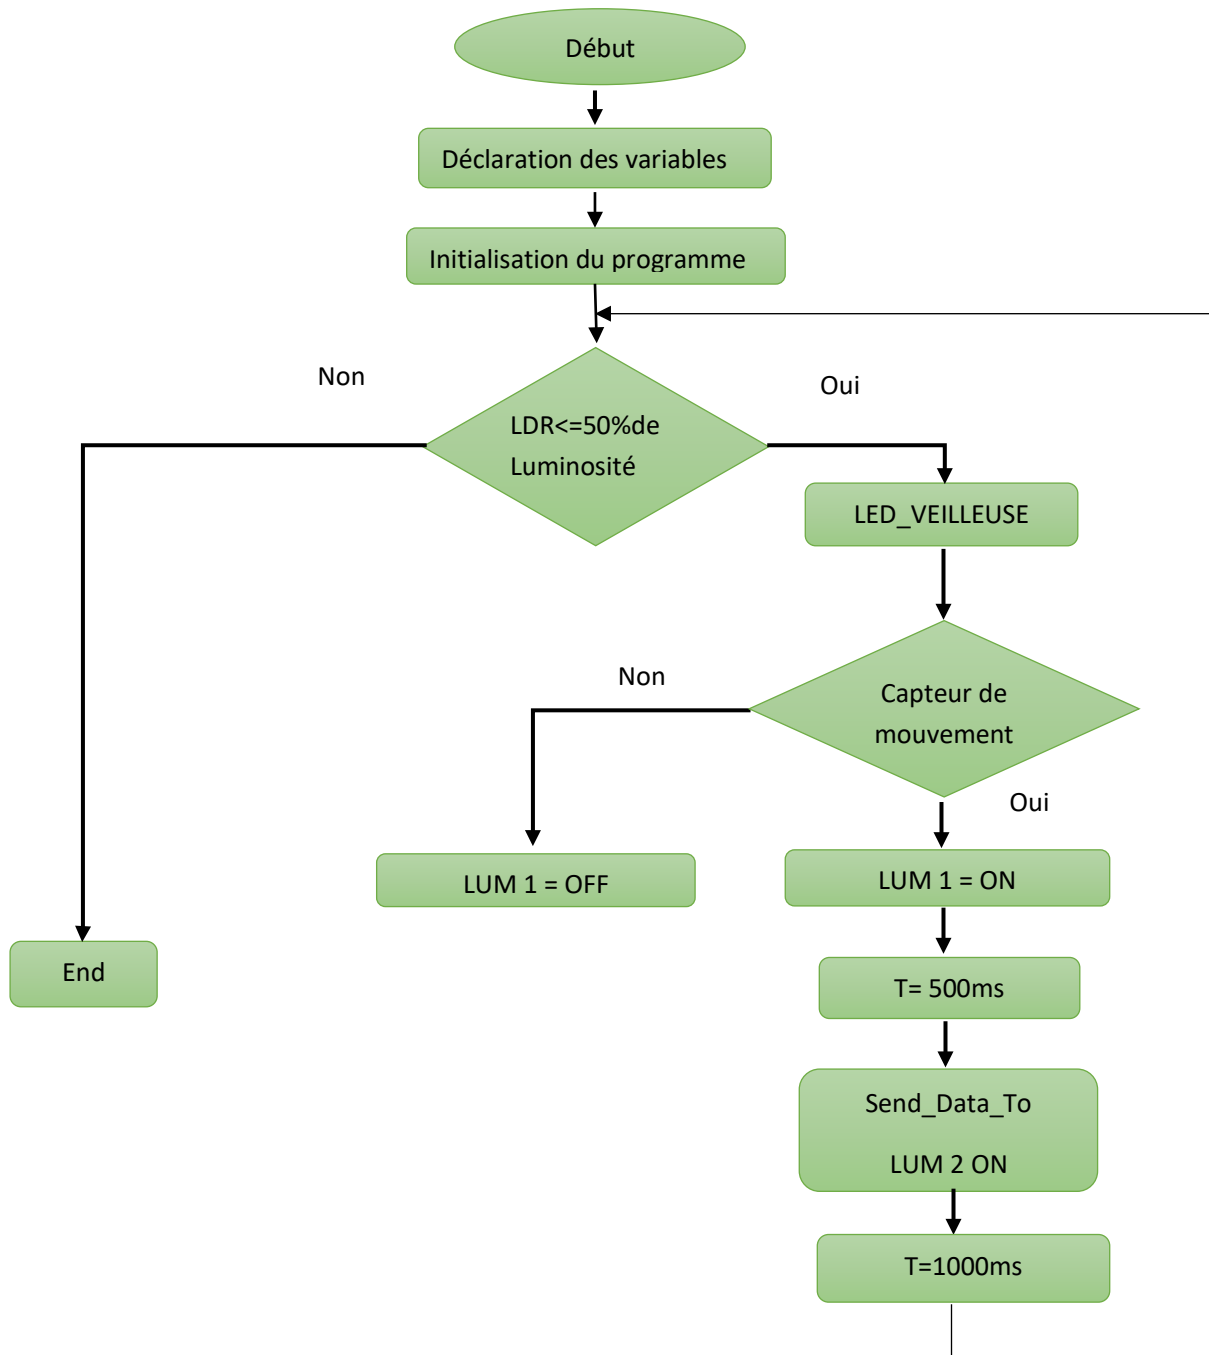 Début
Déclaration des variables
Initialisation du programme
Non
Oui
LDR<=50%de
Luminosité
LED_VEILLEUSE
Non
Capteur de
mouvement
Oui
LUM 1 = OFF
LUM 1 = ON
End
T= 500ms
Send_Data_To
LUM 2 ON
T=1000ms